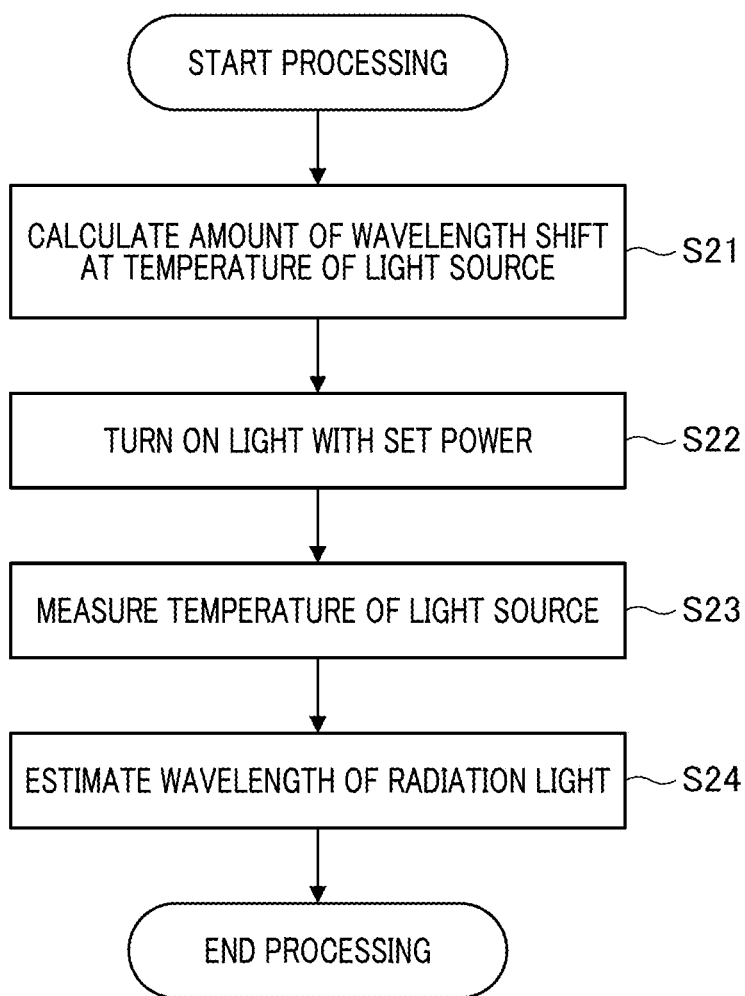 START PROCESSING
CALCULATE AMOUNT OF WAVELENGTH SHIFT
AT TEMPERATURE OF LIGHT SOURCE
S21
TURN ON LIGHT WITH SET POWER
S22
MEASURE TEMPERATURE OF LIGHT SOURCE
S23
ESTIMATE WAVELENGTH OF RADIATION LIGHT
S24
END PROCESSING